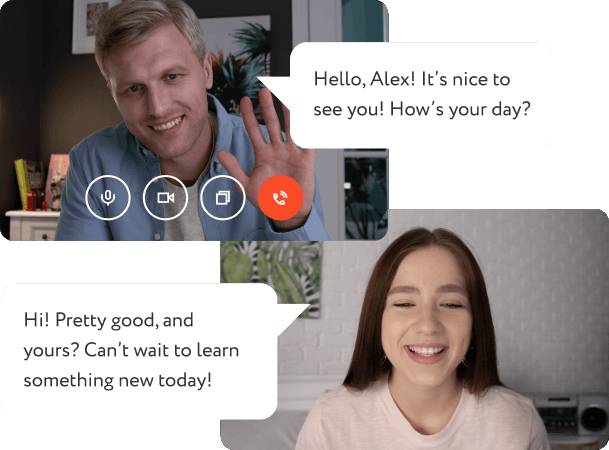 Hello, Alex! It's nice to
see you! How's your day?
Hi! Pretty good, and
yours? Can't wait to learn
something new today!